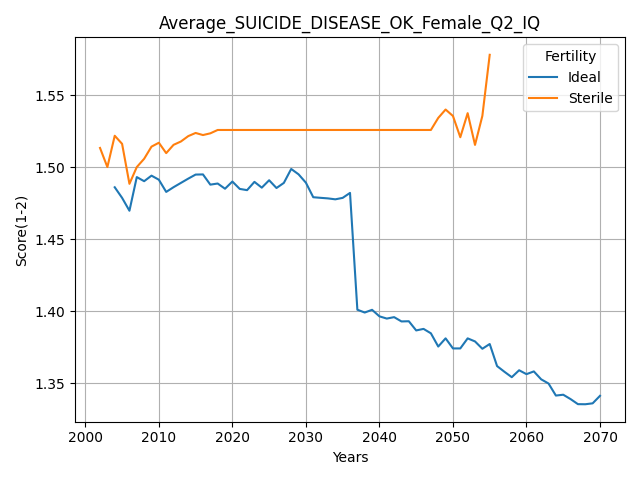 Average_SUICIDE_DISEASE_OK_Female_Q2_IQ
Fertility
Ideal
Sterile
Score(1-2)
1.55
1.50
1.45
1.40
1.35
2000 2010 2020 2030 2040 2050 2060 2070
Years